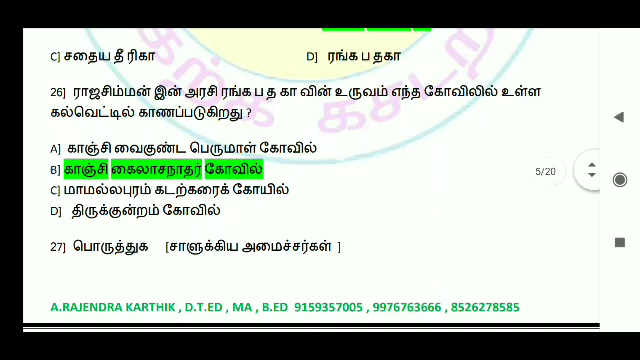 C] சதைய தீ ரிகா D] ரங்க ப தகா
26] ராஜசிம்மன் இன் அரசி ரங்க ப த கா வின் உருவம் எந்த கோவிலில் உள்ள
கல்வெட்டில் காணப்படுகிறது ?
A] காஞ்சி வைகுண்ட பெருமாள் கோவில்
B] காஞ்சி கைலாசநாதர் கோவில்
C] மாமல்லபுரம் கடற்கரைக் கோயில்
D] திருக்குன்றம் கோவில்
5/20
27] பொருத்துக [சாளுக்கிய அமைச்சர்கள் ]
A.RAJENDRA KARTHIK , D.T.ED , MA , B.ED 9159357005 , 9976763666 , 8526278585